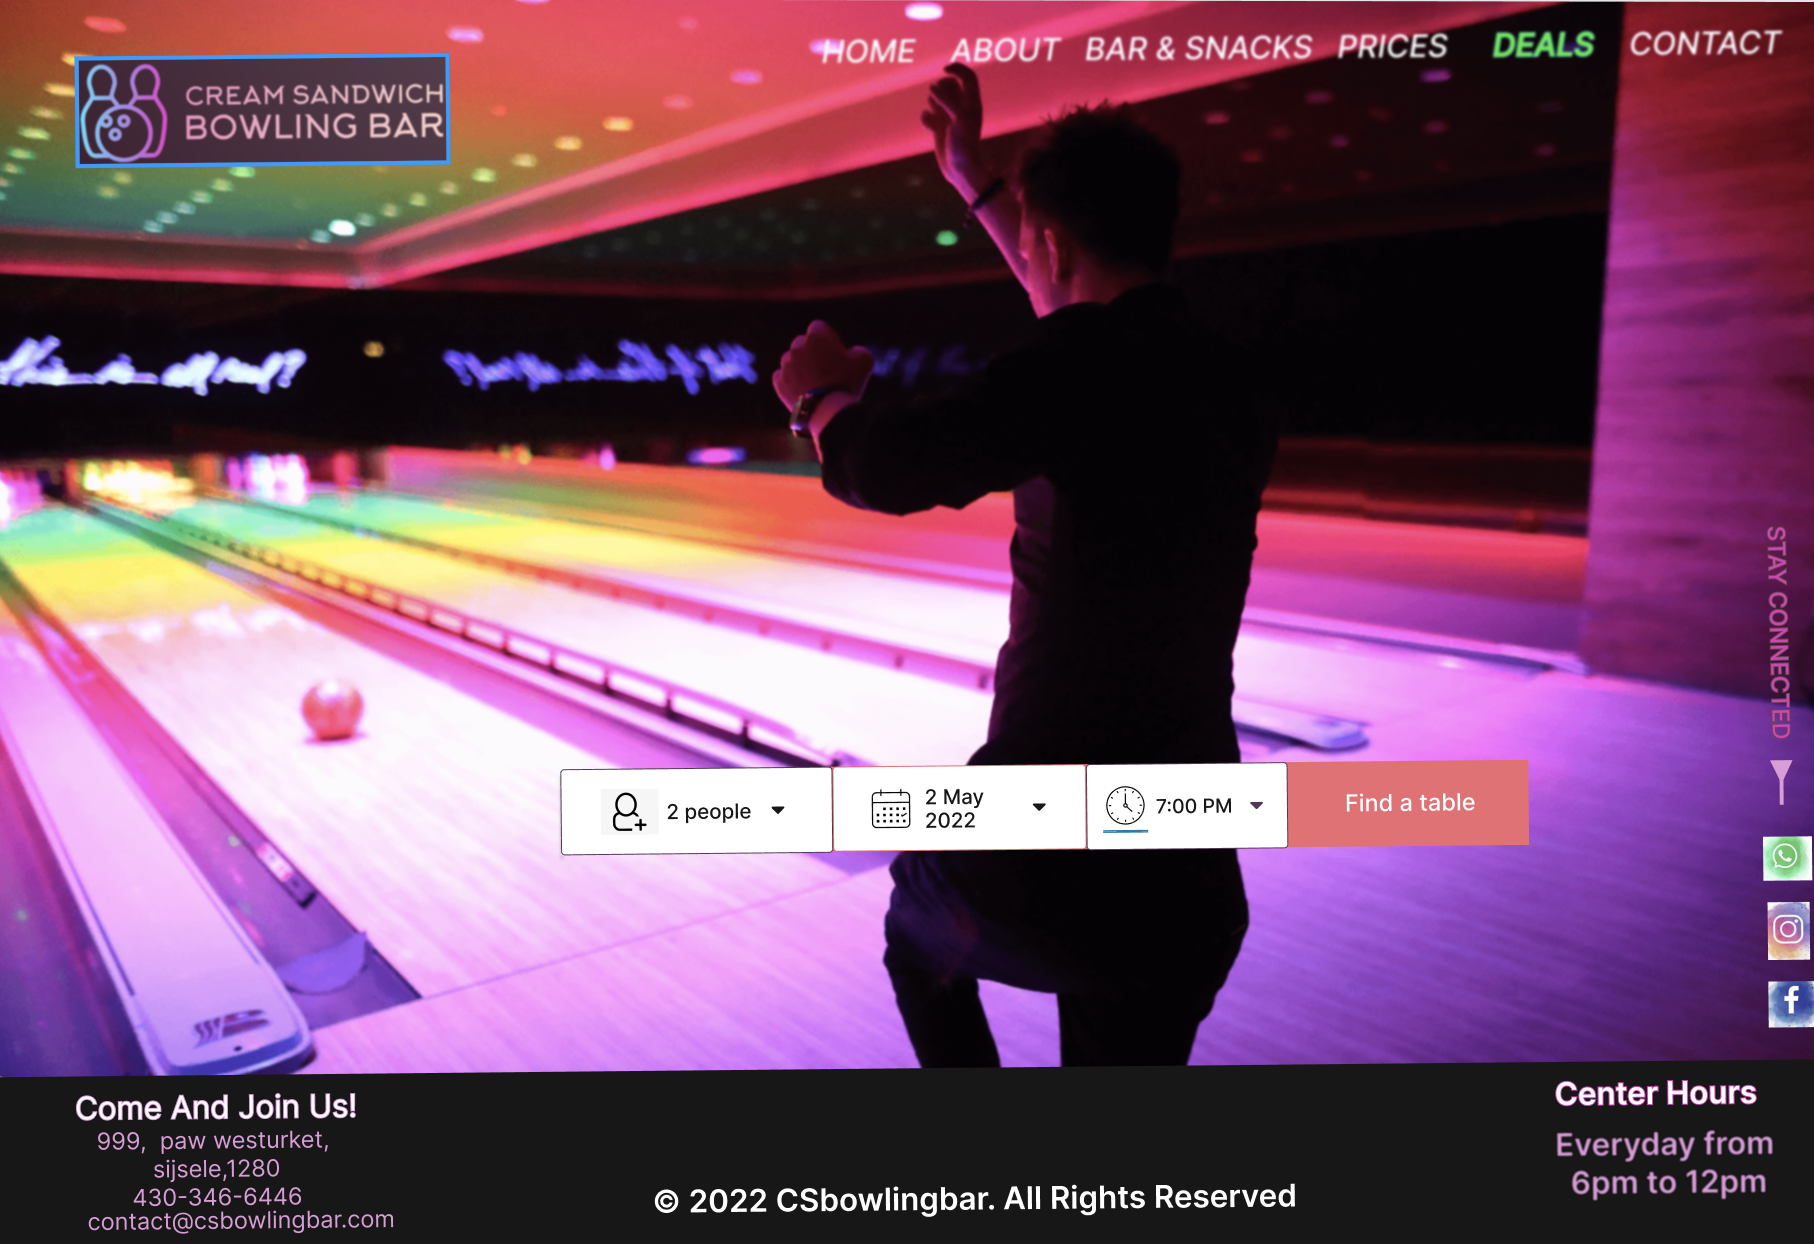 HOME ABOUT BAR & SNACKS PRICES DEALS CONTACT
CREAM SANDWICH
BOWLING BAR
STAY CONNECTED
2 people
2 May
2022
7:00 PM
Find a table
Come And Join Us!
999, paw westurket,
sijsele,1280
430-346-6446
contact@csbowlingbar.com
© 2022 CSbowlingbar. All Rights Reserved
Center Hours
Everyday from
6pm to 12pm